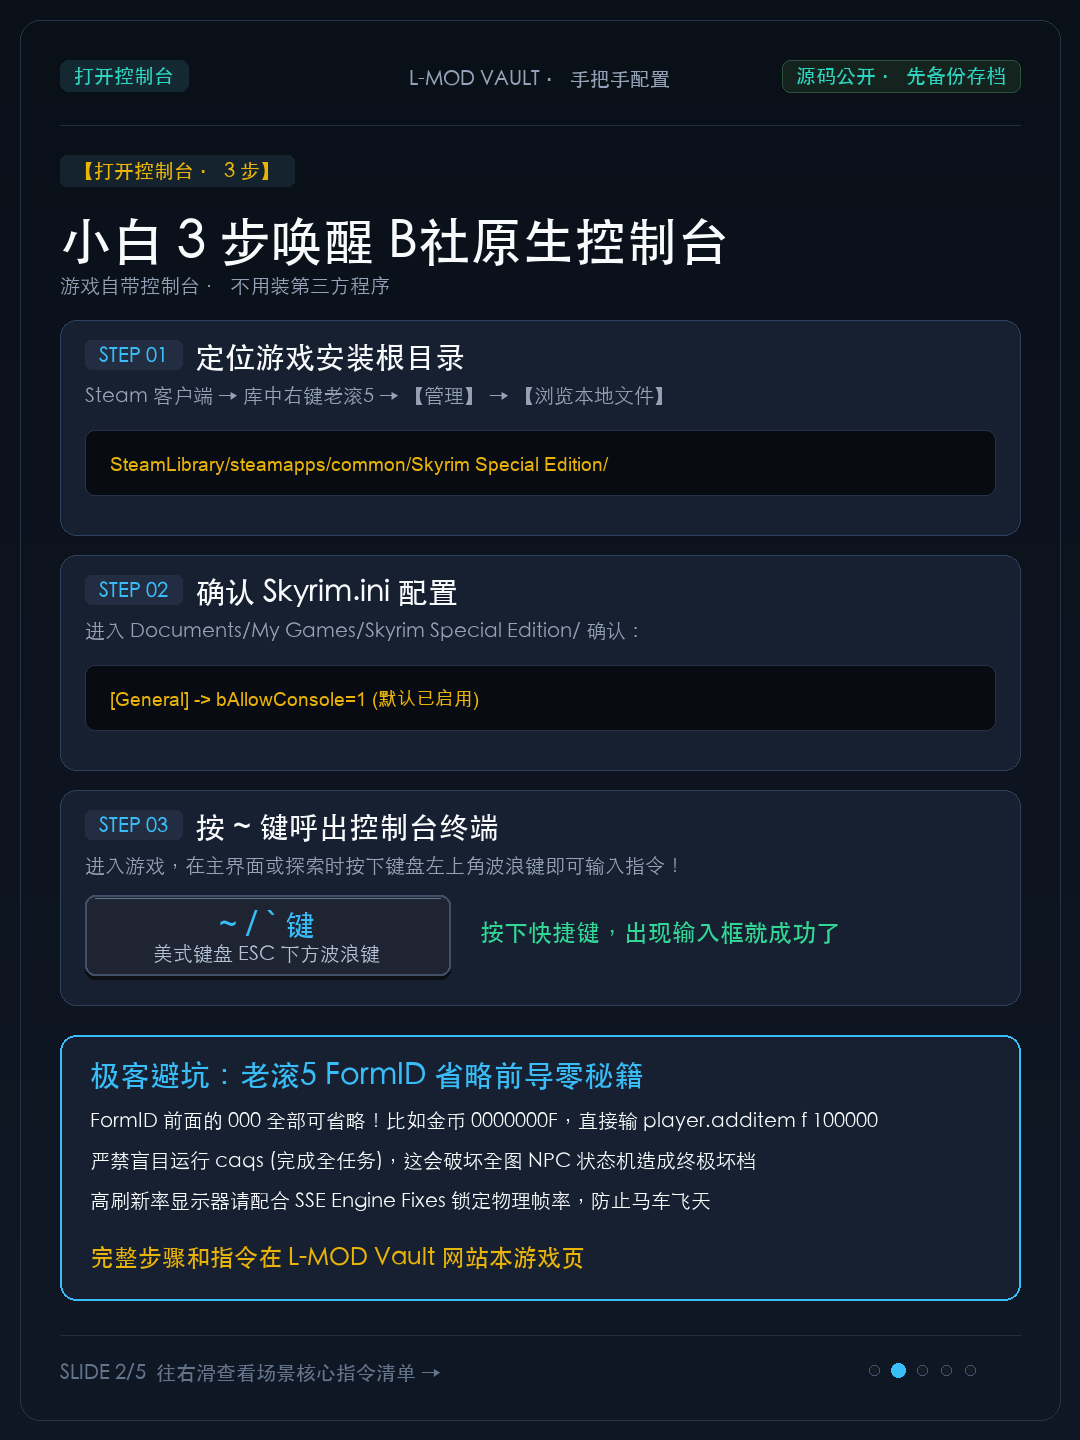 打开控制台
L-MOD VAULT · 手把手配置
源码公开 · 先备份存档
【打开控制台 · 3 步】
小白 3 步唤醒 B社原生控制台
游戏自带控制台 · 不用装第三方程序
STEP 01 定位游戏安装根目录
Steam 客户端 → 库中右键老滚5 → 【管理】 → 【浏览本地文件】
SteamLibrary/steamapps/common/Skyrim Special Edition/
STEP 02 确认 Skyrim.ini 配置
进入 Documents/My Games/Skyrim Special Edition/ 确认：
[General] -> bAllowConsole=1 (默认已启用)
STEP 03 按 ~ 键呼出控制台终端
进入游戏，在主界面或探索时按下键盘左上角波浪键即可输入指令！
~ / ` 键
美式键盘 ESC 下方波浪键
按下快捷键，出现输入框就成功了
极客避坑：老滚5 FormID 省略前导零秘籍
FormID 前面的 000 全部可省略！比如金币 0000000F，直接输 player.additem f 100000
严禁盲目运行 caqs (完成全任务)，这会破坏全图 NPC 状态机造成终极坏档
高刷新率显示器请配合 SSE Engine Fixes 锁定物理帧率，防止马车飞天
完整步骤和指令在 L-MOD Vault 网站本游戏页
SLIDE 2/5 往右滑查看场景核心指令清单 →